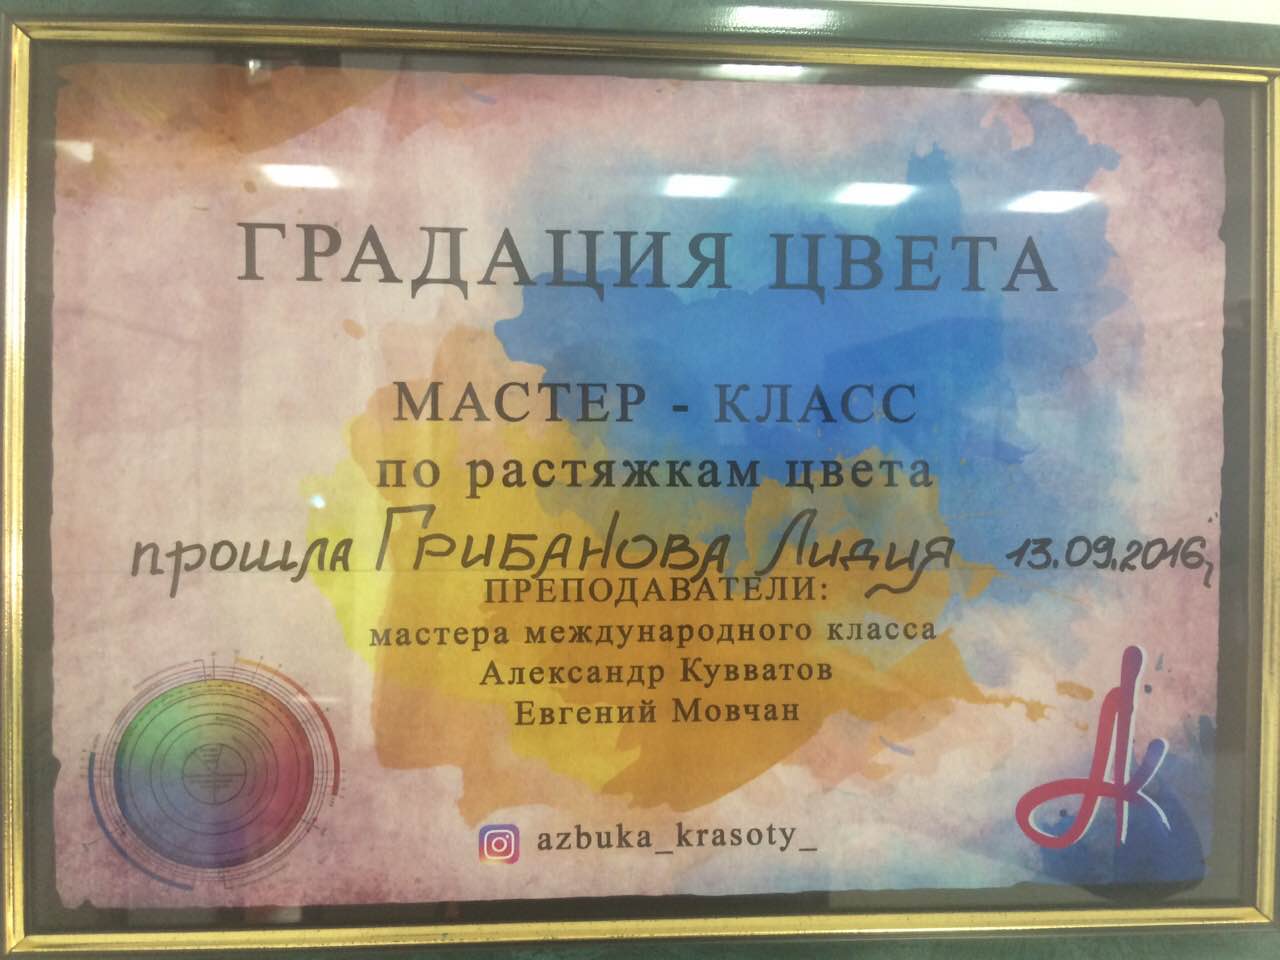 ГРАДАЦИЯ ЦВЕТА
МАСТЕР - КЛАСС
по растяжкам цвета
прошла Грибанова Лидия 13.09.2016,
ПРЕПОДАВАТЕЛИ:
мастера международного класса
Александр Кувватов
Евгений Мовчан
АК
azbuka_krasoty_